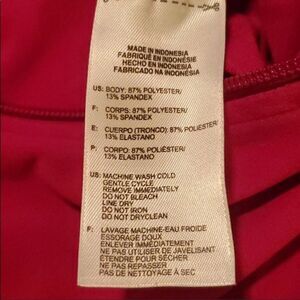 MADE IN INDONESIA
FABRIQUÉ EN INDONÉSIE
HECHO EN INDONESIA
FABRICADO NA INDONÉSIA
US: BODY: 87% POLYESTER/
13% SPANDEX
F: CORPS: 87% POLYESTER/
13% ELASTHANNE
E: CUERPO (TRONCO): 87% POLIÉSTER/
13% ELASTANO
P: CORPO: 87% POLIÉSTER/
13% ELASTANO
US: MACHINE WASH COLD
GENTLE CYCLE
REMOVE IMMEDIATELY
DO NOT BLEACH
LINE DRY
DO NOT IRON
DO NOT DRYCLEAN
F: LAVAGE MACHINE-EAU FROIDE
ESSORAGE DOUX
ENLEVER IMMÉDIATEMENT
NE PAS UTILISER DE JAVELISANT
ÉTENDRE POUR SÉCHER
NE PAS REPASSER
PAS DE NETTOYAGE À SEC